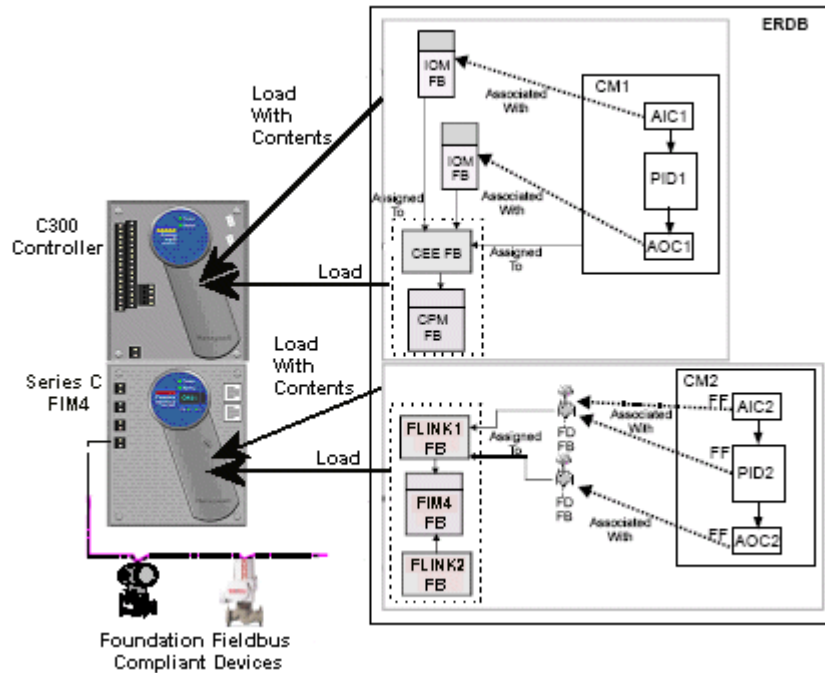 ERDB
IOM
FB
Associated
With
CM1
AIC1
Load
With
Contents
IOM
FB
PID1
Assigned
To
Associated
With
C300
Controller
AOC1
CEE FB
Assigned
To
Load
CPM
FB
Load
With
Contents
Series C
FIM4
CM2
FF
AIC2
Associated
With
FLINK1
FB
FD
FB
Assigned
To
FF
PID2
Load
FIM4
FB
FD
FB
Associated
With
FF
AOC2
FLINK2
FB
Foundation Fieldbus
Compliant Devices